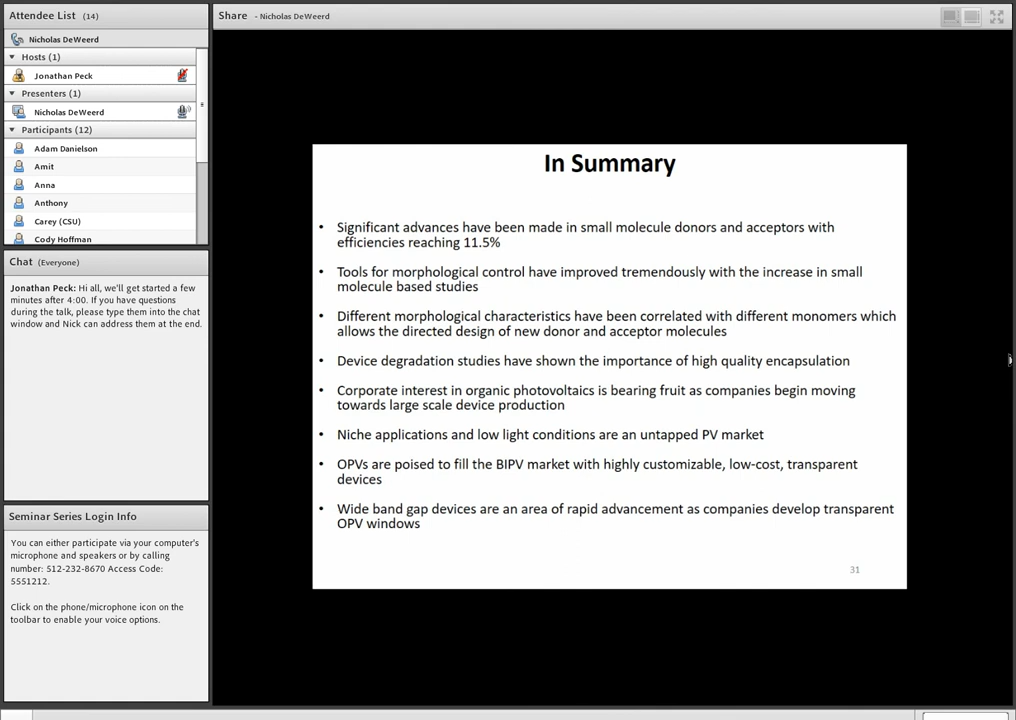 Attendee List (14)
Nicholas DeWeerd
Hosts (1)
Jonathan Peck
Presenters (1)
Nicholas DeWeerd
Participants (12)
Adam Danielson
Amit
Anna
Anthony
Carey (CSU)
Cody Hoffman
Chat (Everyone)
Jonathan Peck: Hi all, we'll get started a few
minutes after 4:00. If you have questions
during the talk, please type them into the chat
window and Nick can address them at the end.
Seminar Series Login Info
You can either participate via your computer's
microphone and speakers or by calling
number: 512-232-8670 Access Code:
5551212.
Click on the phone/microphone icon on the
toolbar to enable your voice options.
Share - Nicholas DeWeerd
In Summary
• Significant advances have been made in small molecule donors and acceptors with
efficiencies reaching 11.5%
• Tools for morphological control have improved tremendously with the increase in small
molecule based studies
• Different morphological characteristics have been correlated with different monomers which
allows the directed design of new donor and acceptor molecules
• Device degradation studies have shown the importance of high quality encapsulation
• Corporate interest in organic photovoltaics is bearing fruit as companies begin moving
towards large scale device production
• Niche applications and low light conditions are an untapped PV market
• OPVs are poised to fill the BIPV market with highly customizable, low-cost, transparent
devices
• Wide band gap devices are an area of rapid advancement as companies develop transparent
OPV windows
31